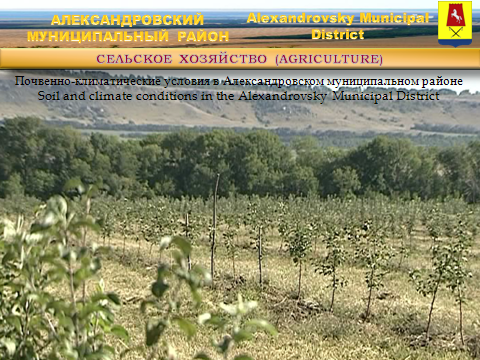 АЛЕКСАНДРОВСКИЙ
МУНИЦИПАЛЬНЫЙ РАЙОН
Alexandrovsky Municipal
District
СЕЛЬСКОЕ ХОЗЯЙСТВО (AGRICULTURE)
Почвенно-климатические условия в Александровском муниципальном районе
Soil and climate conditions in the Alexandrovsky Municipal District